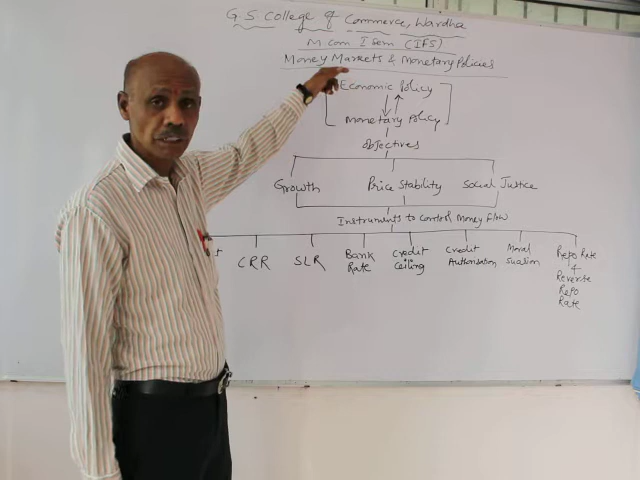 G S College of Commerce, Wardha
M.Com I Sem (IFS)
Money Markets & Monetary Policies
Economic Policy
Monetary Policy
Objectives
Growth Price Stability Social Justice
Instruments to Control Money Flow
CRR SLR Bank Rate Credit Ceiling Credit Authorisation Moral Suasion Repo Rate & Reverse Repo Rate